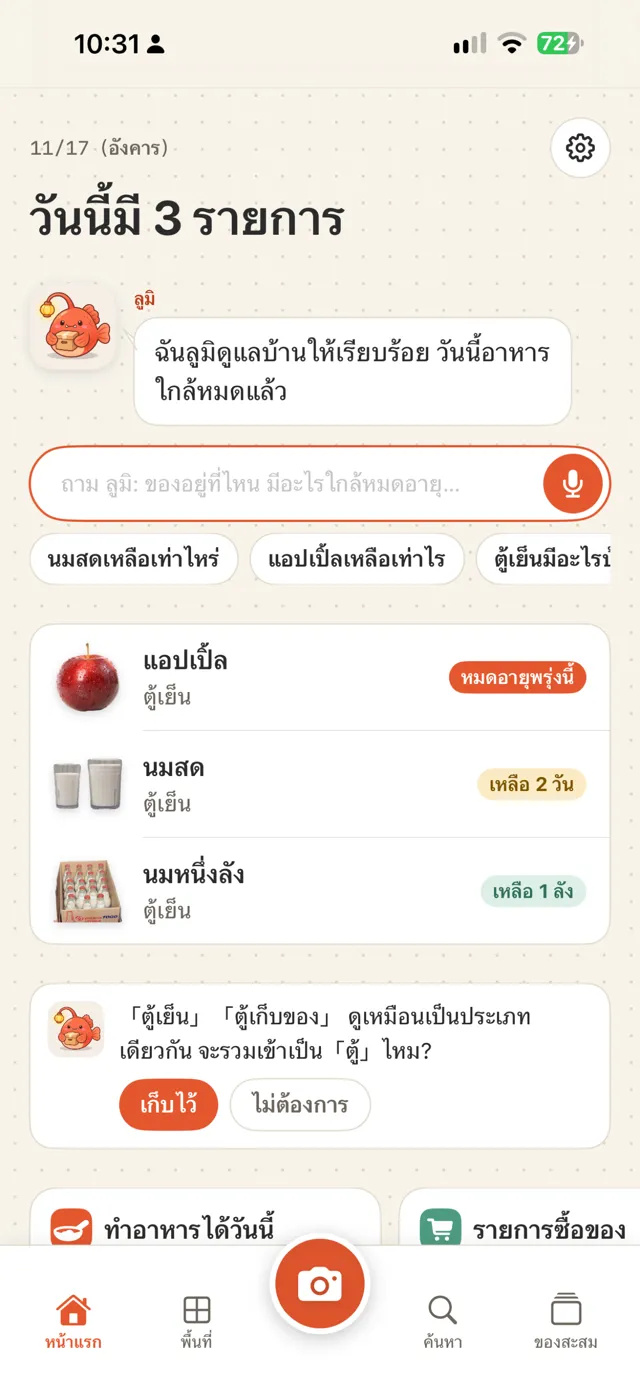 10:31
72
11/17 (อังคาร)
วันนี้มี 3 รายการ
ลูมิ
ฉันลูมิดูแลบ้านให้เรียบร้อย วันนี้อาหาร
ใกล้หมดแล้ว
ถาม ลูมิ: ของอยู่ที่ไหน มีอะไรใกล้หมดอายุ...
นมสดเหลือเท่าไหร่
แอปเปิ้ลเหลือเท่าไร
ตู้เย็นมีอะไร
แอปเปิ้ล
ตู้เย็น
หมดอายุพรุ่งนี้
นมสด
ตู้เย็น
เหลือ 2 วัน
นมหนึ่งลัง
ตู้เย็น
เหลือ 1 ลัง
「ตู้เย็น」「ตู้เก็บของ」 ดูเหมือนเป็นประเภท
เดียวกัน จะรวมเข้าเป็น「ตู้」ไหม?
เก็บไว้
ไม่ต้องการ
ทำอาหารได้วันนี้
รายการซื้อของ
หน้าแรก
พื้นที่
ค้นหา
ของสะสม